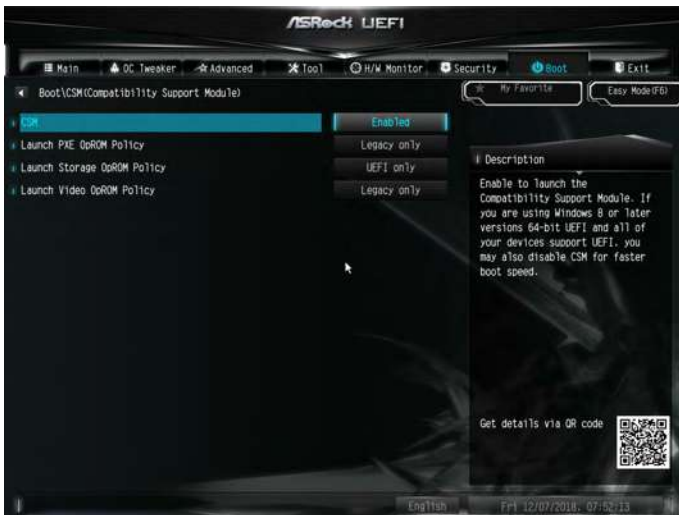 ASRock UEFI
Main OC Tweaker Advanced Tool H/W Monitor Security Boot Exit
Boot\CSM(Compatibility Support Module)
My Favorite
Easy Mode(F6)
CSM Enabled
Launch PXE OpROM Policy Legacy only
Launch Storage OpROM Policy UEFI only
Launch Video OpROM Policy Legacy only
Description
Enable to launch the
Compatibility Support Module. If
you are using Windows 8 or later
versions 64-bit UEFI and all of
your devices support UEFI. you
may also disable CSM for faster
boot speed.
Get details via QR code
English
Fri 12/07/2018. 07:52:13